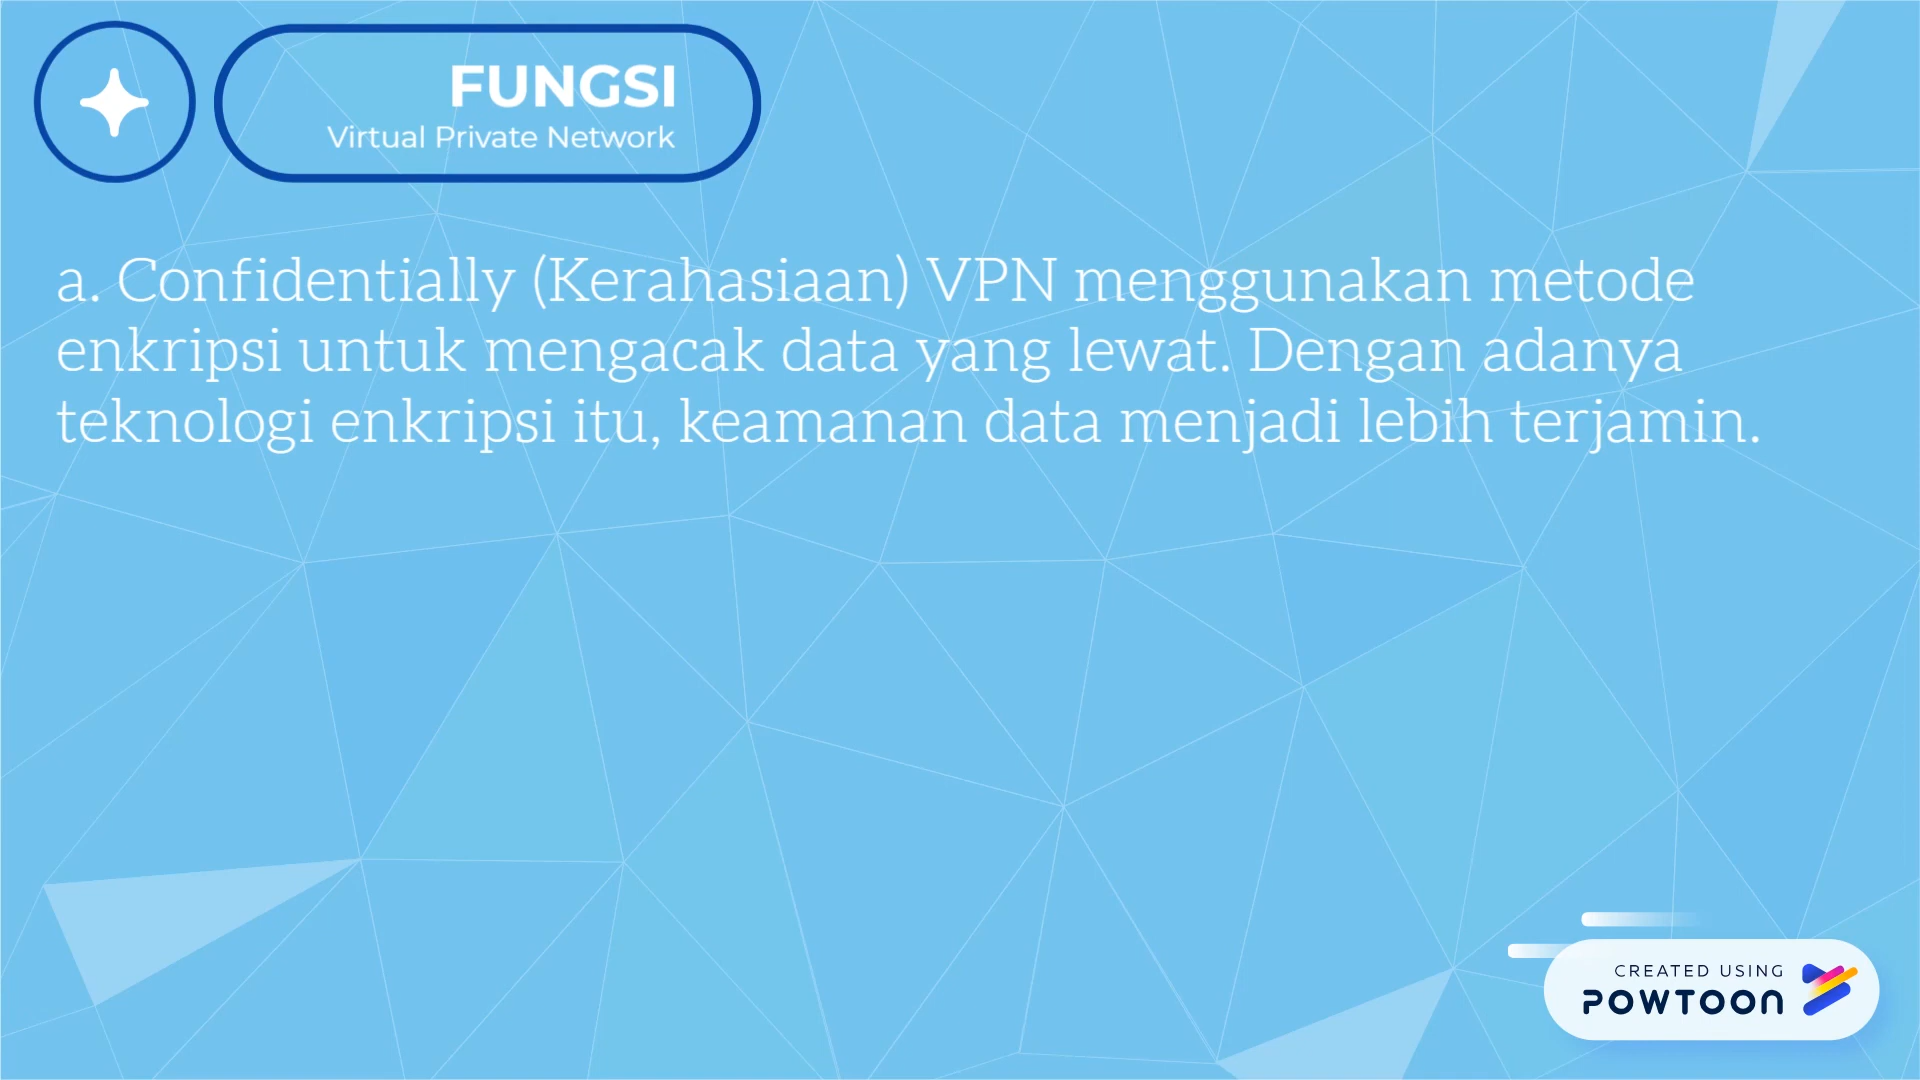 FUNGSI
Virtual Private Network
a. Confidentially (Kerahasiaan) VPN menggunakan metode
enkripsi untuk mengacak data yang lewat. Dengan adanya
teknologi enkripsi itu, keamanan data menjadi lebih terjamin.
CREATED USING
POWTOON